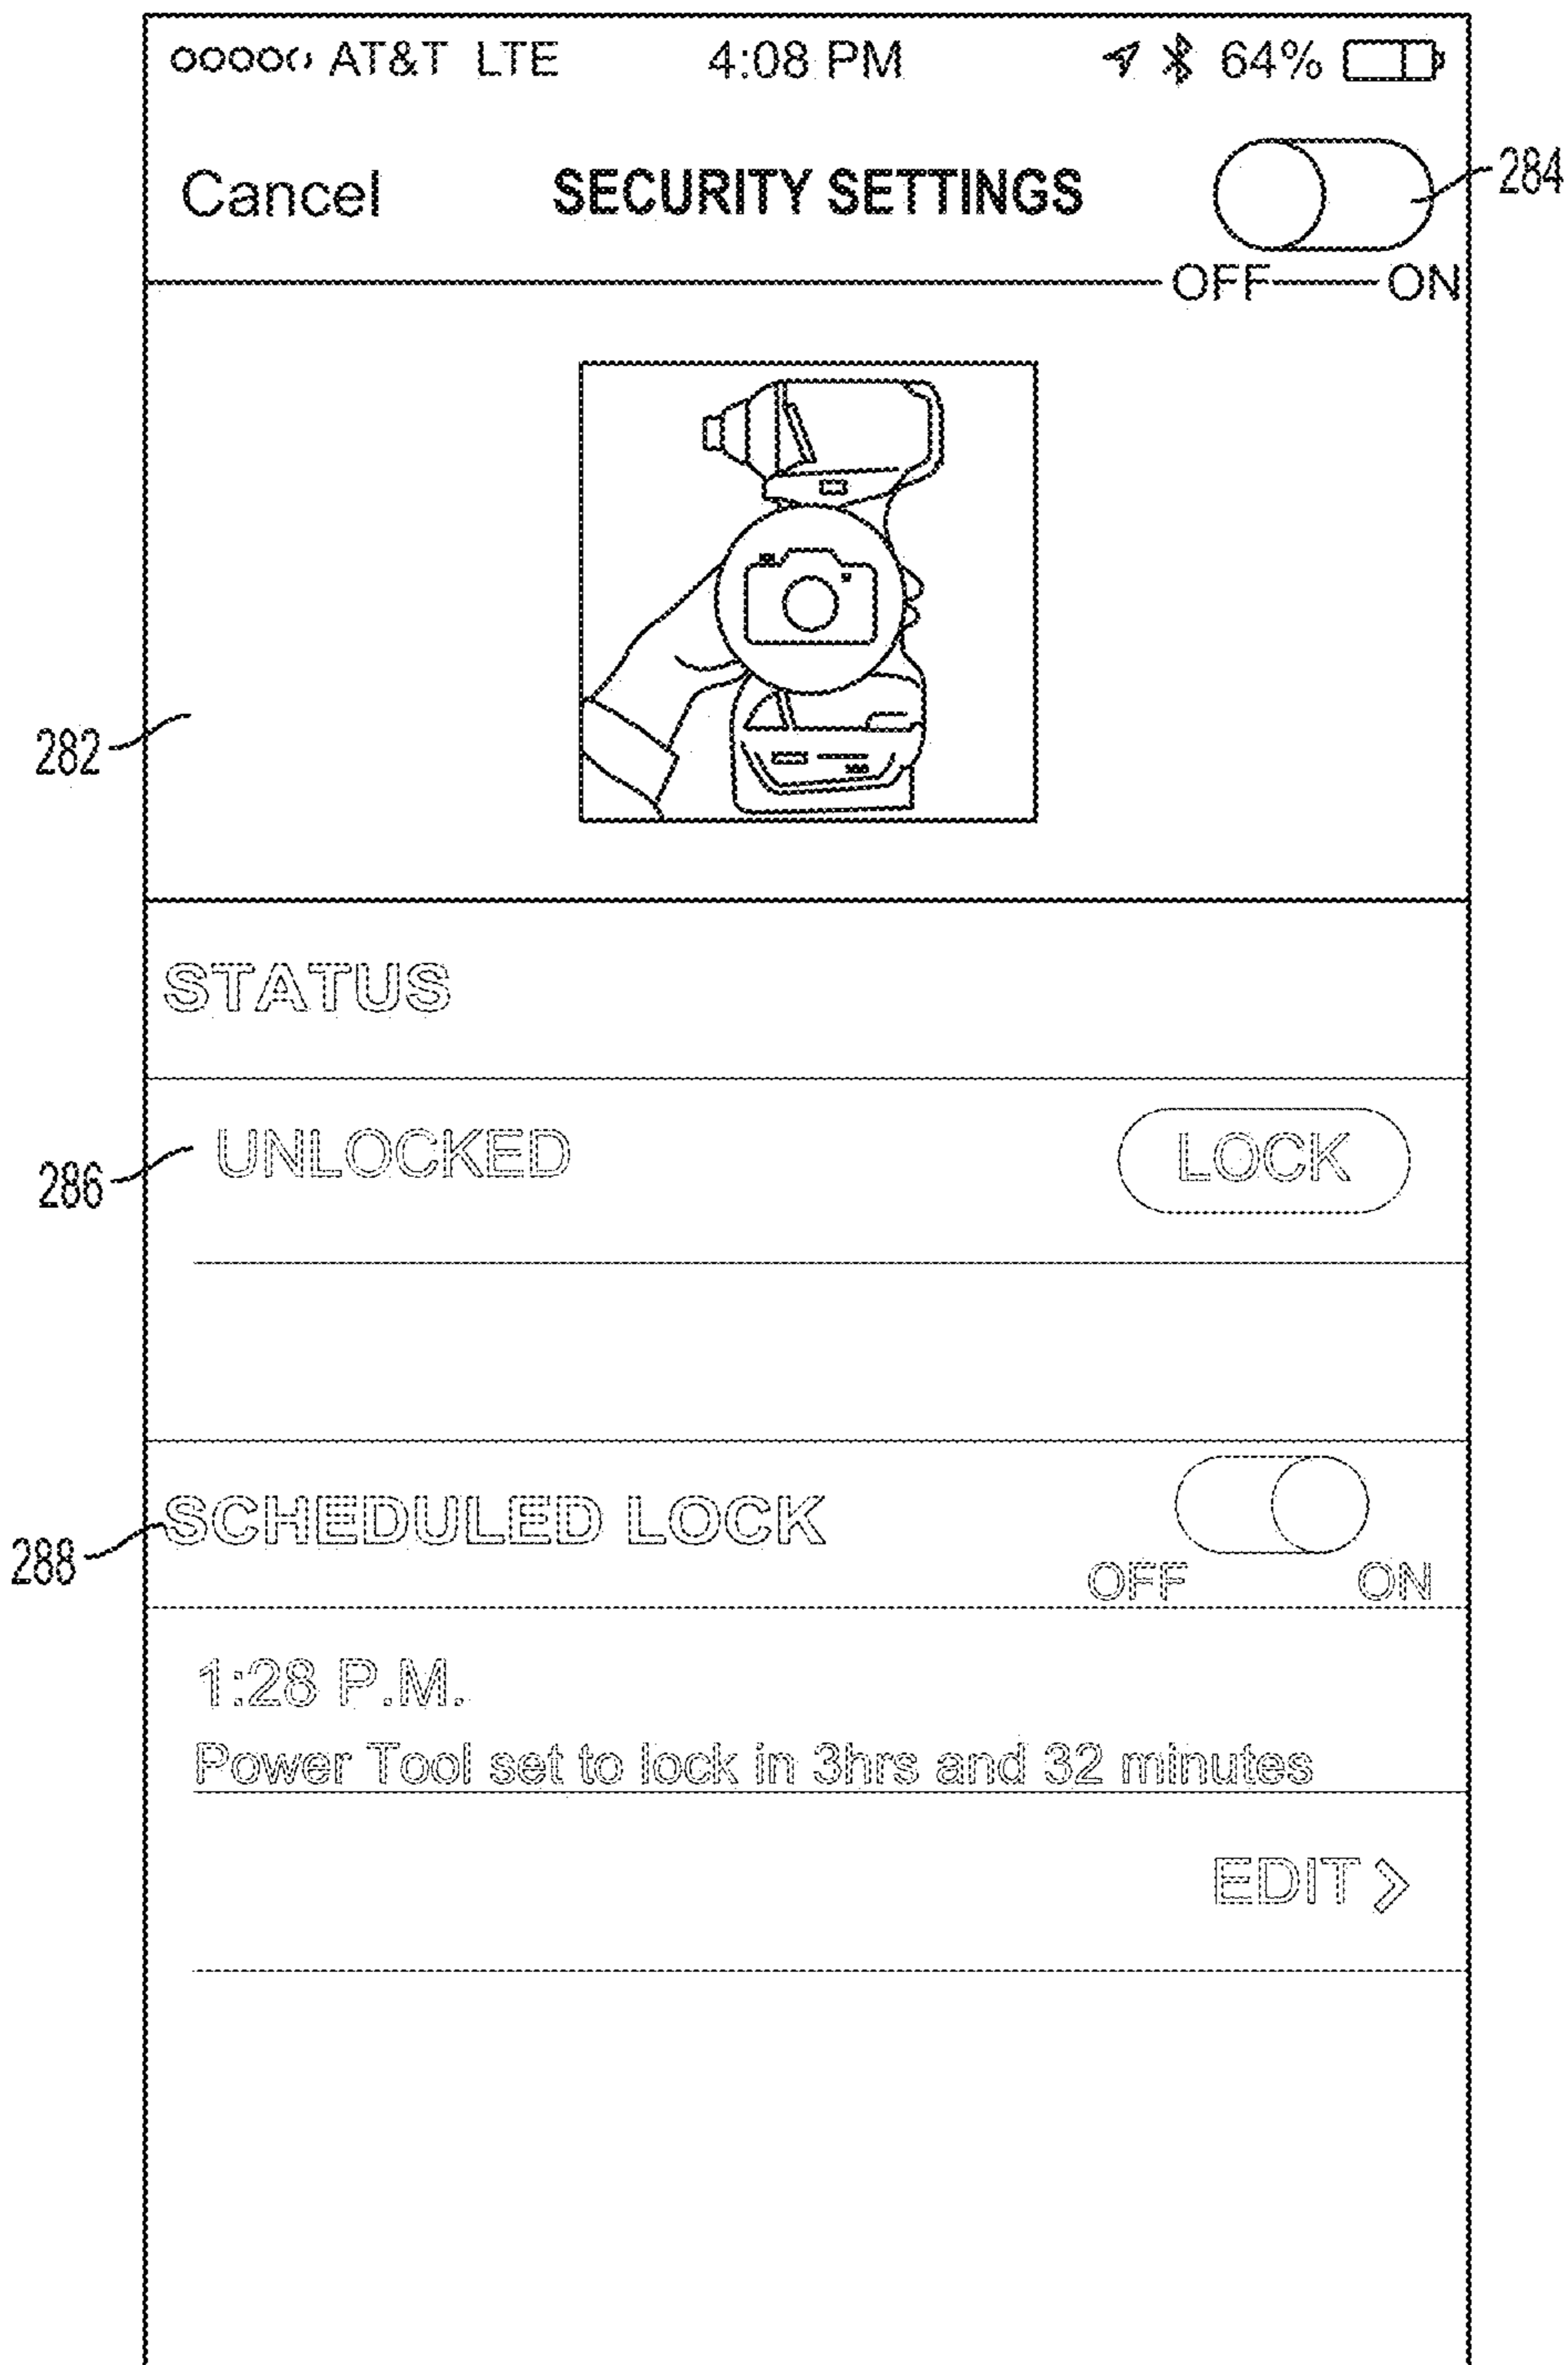 AT&T LTE 4:08 PM 64%
Cancel SECURITY SETTINGS 284
OFF ON
282
STATUS
286 UNLOCKED LOCK
288 SCHEDULED LOCK
OFF ON
1:28 P.M.
Power Tool set to lock in 3hrs and 32 minutes
EDIT >